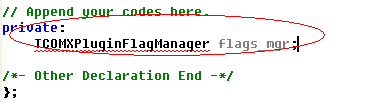 // Append your codes here.
private:
ICOMXPluginFlagManager flags_mgr;
/*- Other Declaration End -*/
};